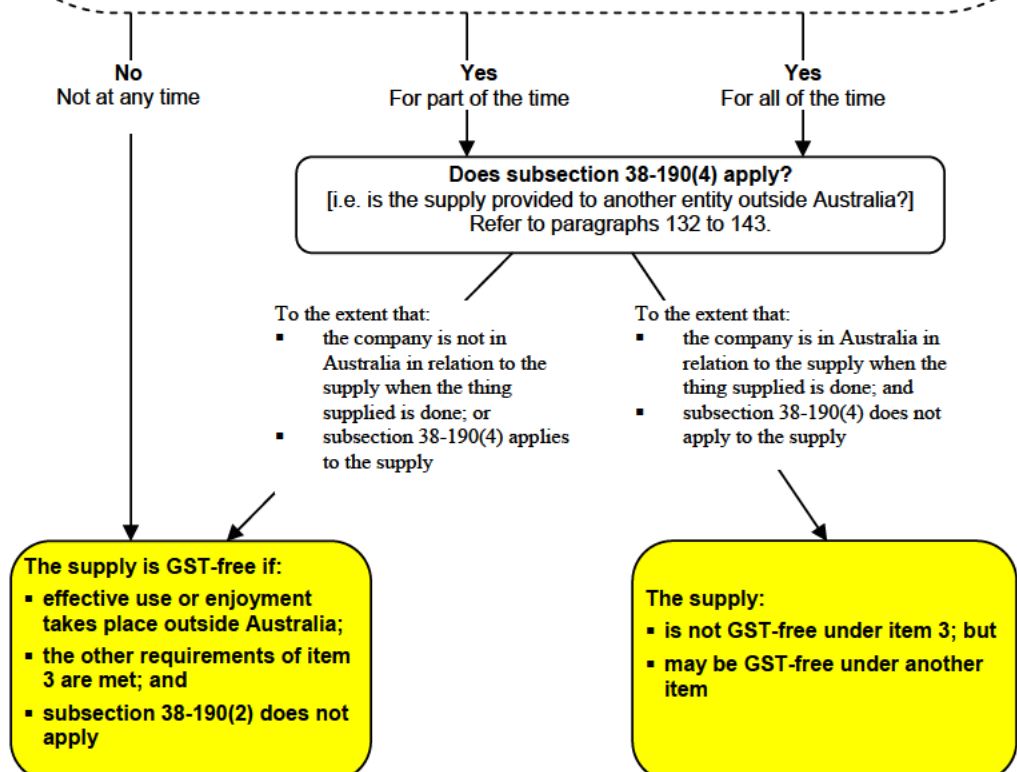 No
Not at any time
Yes
For part of the time
Yes
For all of the time
Does subsection 38-190(4) apply?
[i.e. is the supply provided to another entity outside Australia?]
Refer to paragraphs 132 to 143.
To the extent that:
▪ the company is not in
Australia in relation to the
supply when the thing
supplied is done; or
▪ subsection 38-190(4) applies
to the supply
To the extent that:
▪ the company is in Australia in
relation to the supply when the
thing supplied is done; and
▪ subsection 38-190(4) does not
apply to the supply
The supply is GST-free if:
▪ effective use or enjoyment
takes place outside Australia;
▪ the other requirements of item
3 are met; and
▪ subsection 38-190(2) does not
apply
The supply:
▪ is not GST-free under item 3; but
▪ may be GST-free under another
item